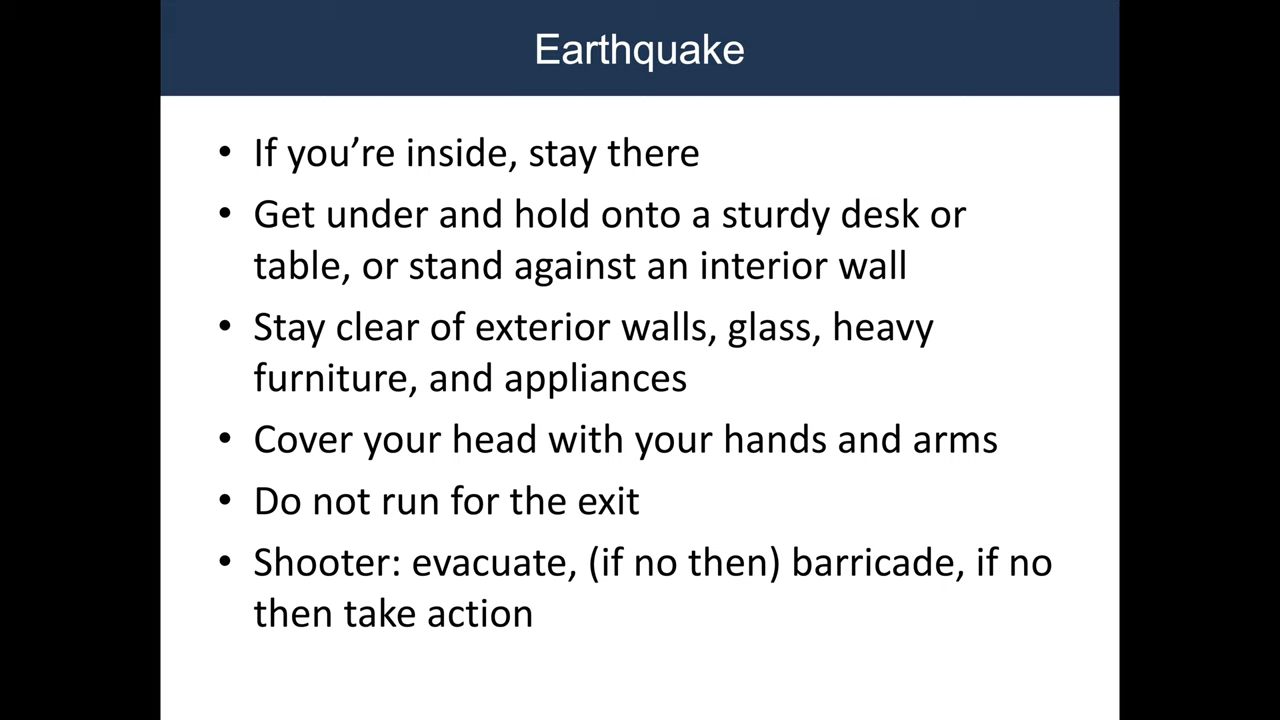 Earthquake
• If you’re inside, stay there
• Get under and hold onto a sturdy desk or
table, or stand against an interior wall
• Stay clear of exterior walls, glass, heavy
furniture, and appliances
• Cover your head with your hands and arms
• Do not run for the exit
• Shooter: evacuate, (if no then) barricade, if no
then take action